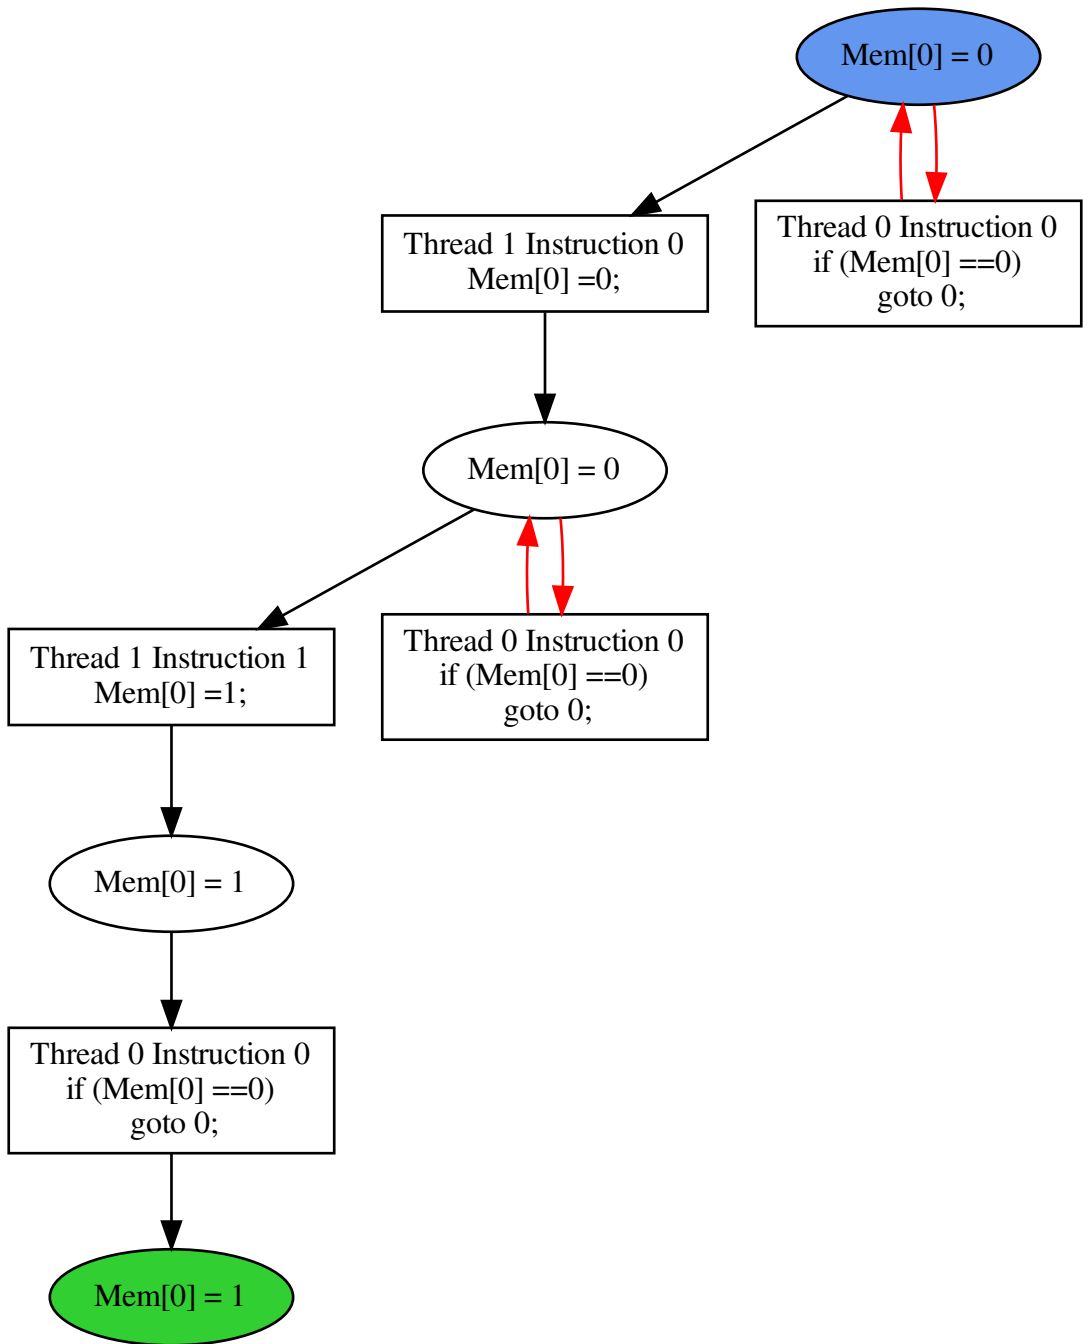 Mem[0] = 0
Thread 1 Instruction 0
Mem[0] =0;
Thread 0 Instruction 0
if (Mem[0] ==0)
goto 0;
Mem[0] = 0
Thread 1 Instruction 1
Mem[0] =1;
Thread 0 Instruction 0
if (Mem[0] ==0)
goto 0;
Mem[0] = 1
Thread 0 Instruction 0
if (Mem[0] ==0)
goto 0;
Mem[0] = 1